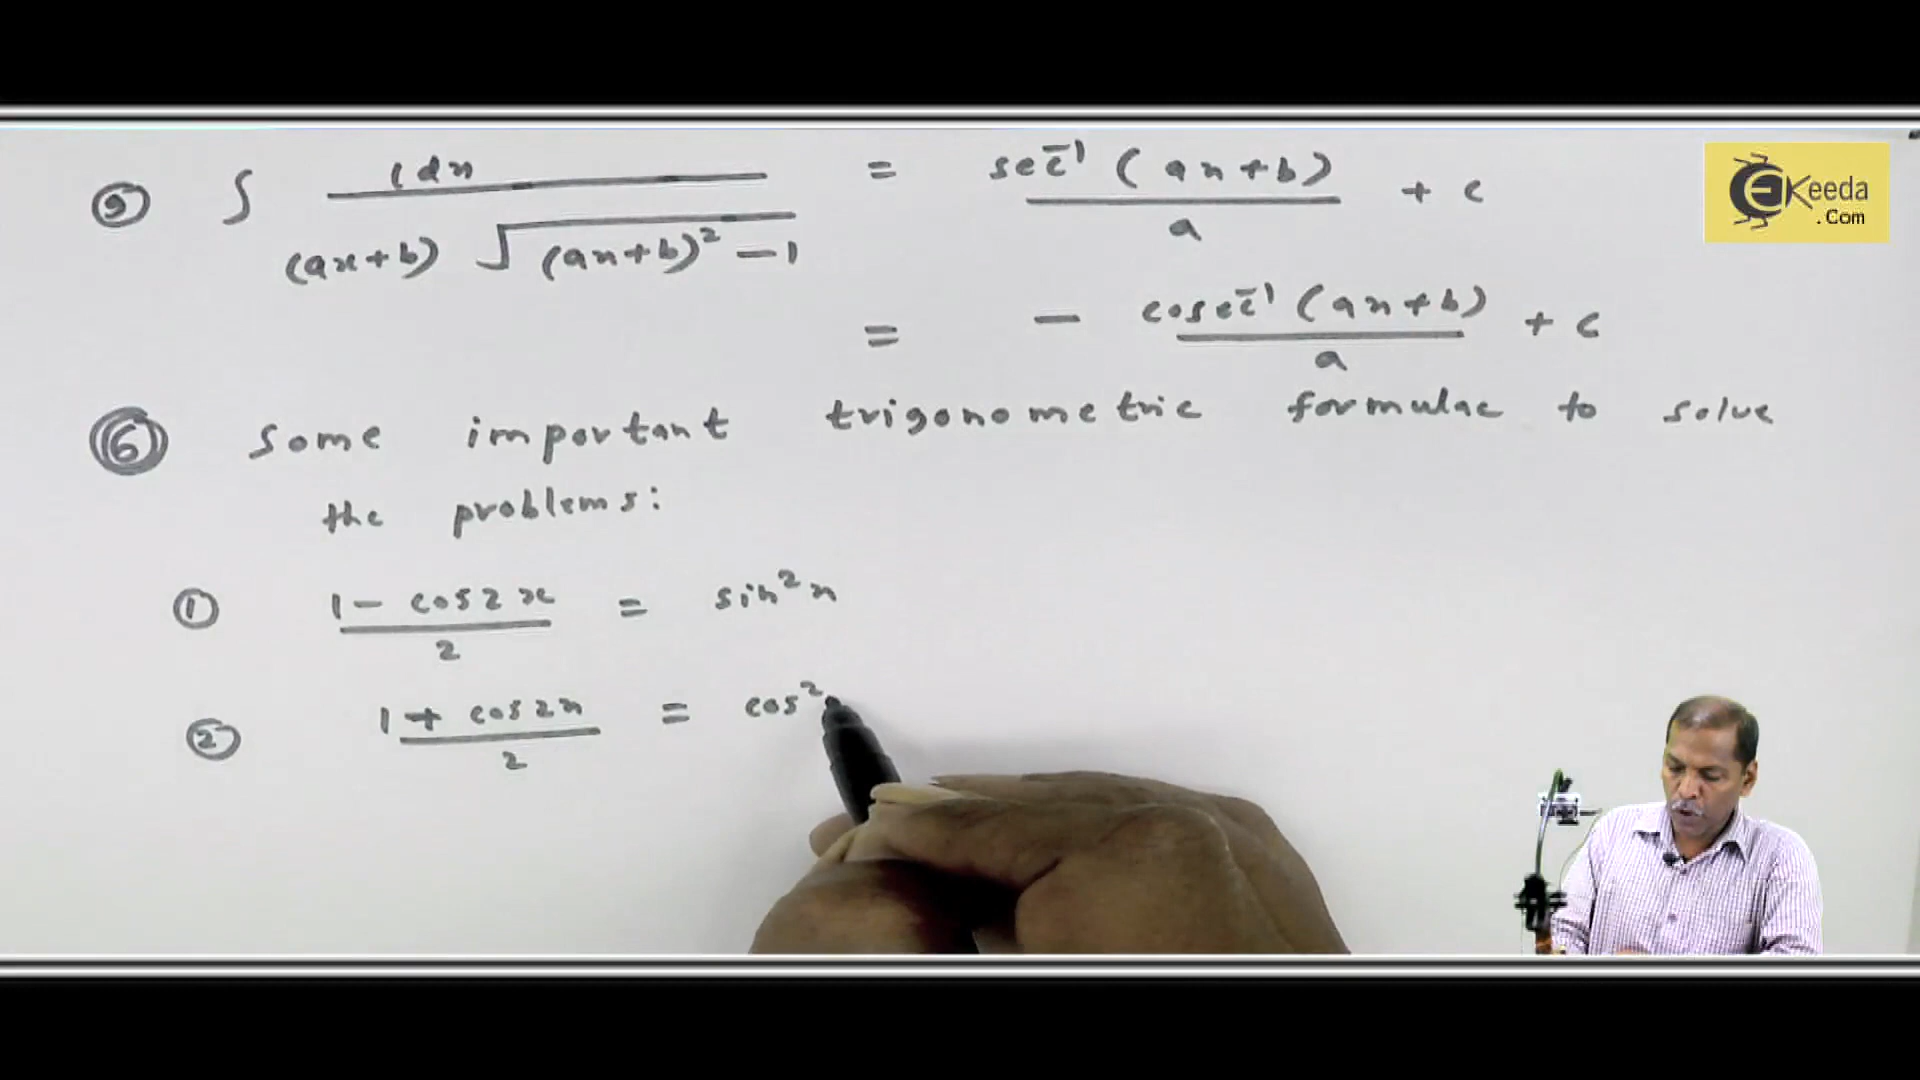 ⑤ ∫ 1dx / (ax+b) √(ax+b)² - 1 = sec⁻¹ (ax+b) / a + c
= - cosec⁻¹ (ax+b) / a + c
⑥ Some important trigonometric formulae to solve
the problems:
① 1 - cos2x / 2 = sin²x
② 1 + cos2x / 2 = cos²
eKeeda
.Com